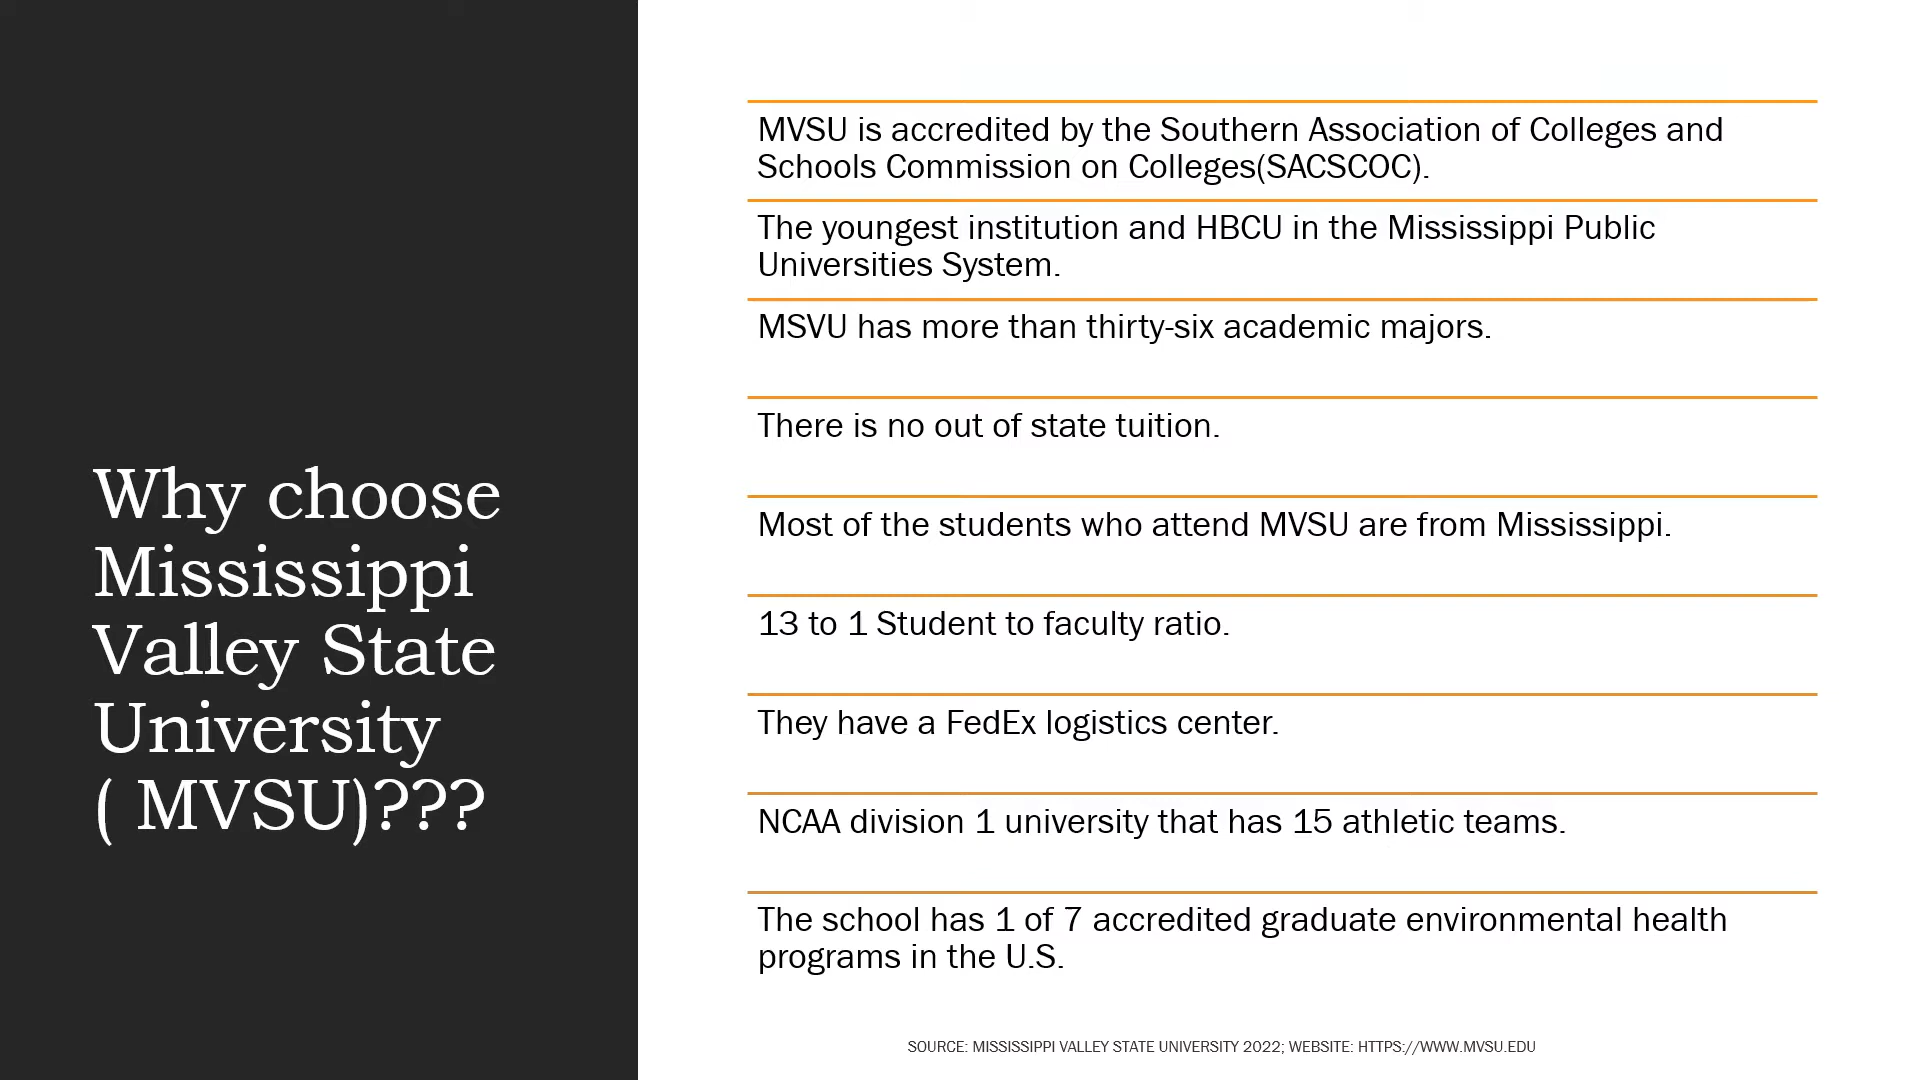 Why choose
Mississippi
Valley State
University
( MVSU)???
MVSU is accredited by the Southern Association of Colleges and
Schools Commission on Colleges(SACSCOC).
The youngest institution and HBCU in the Mississippi Public
Universities System.
MSVU has more than thirty-six academic majors.
There is no out of state tuition.
Most of the students who attend MVSU are from Mississippi.
13 to 1 Student to faculty ratio.
They have a FedEx logistics center.
NCAA division 1 university that has 15 athletic teams.
The school has 1 of 7 accredited graduate environmental health
programs in the U.S.
SOURCE: MISSISSIPPI VALLEY STATE UNIVERSITY 2022; WEBSITE: HTTPS://WWW.MVSU.EDU